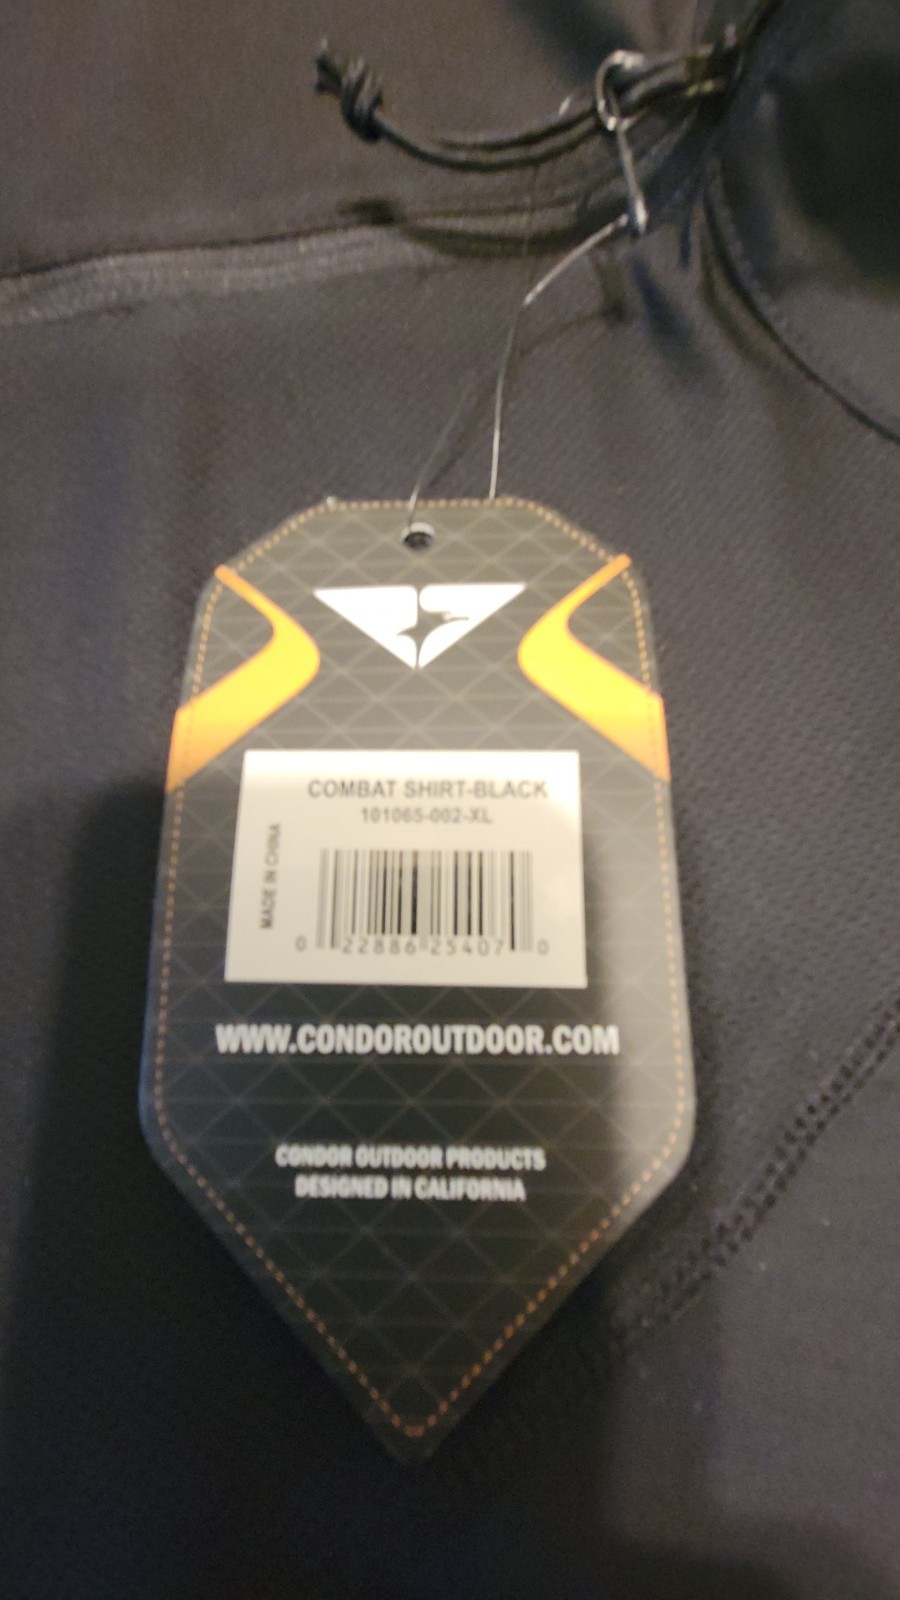 COMBAT SHIRT-BLACK
101065-002-XL
MADE IN CHINA
0 22886 25407 0
WWW.CONDOROUTDOOR.COM
CONDOR OUTDOOR PRODUCTS
DESIGNED IN CALIFORNIA